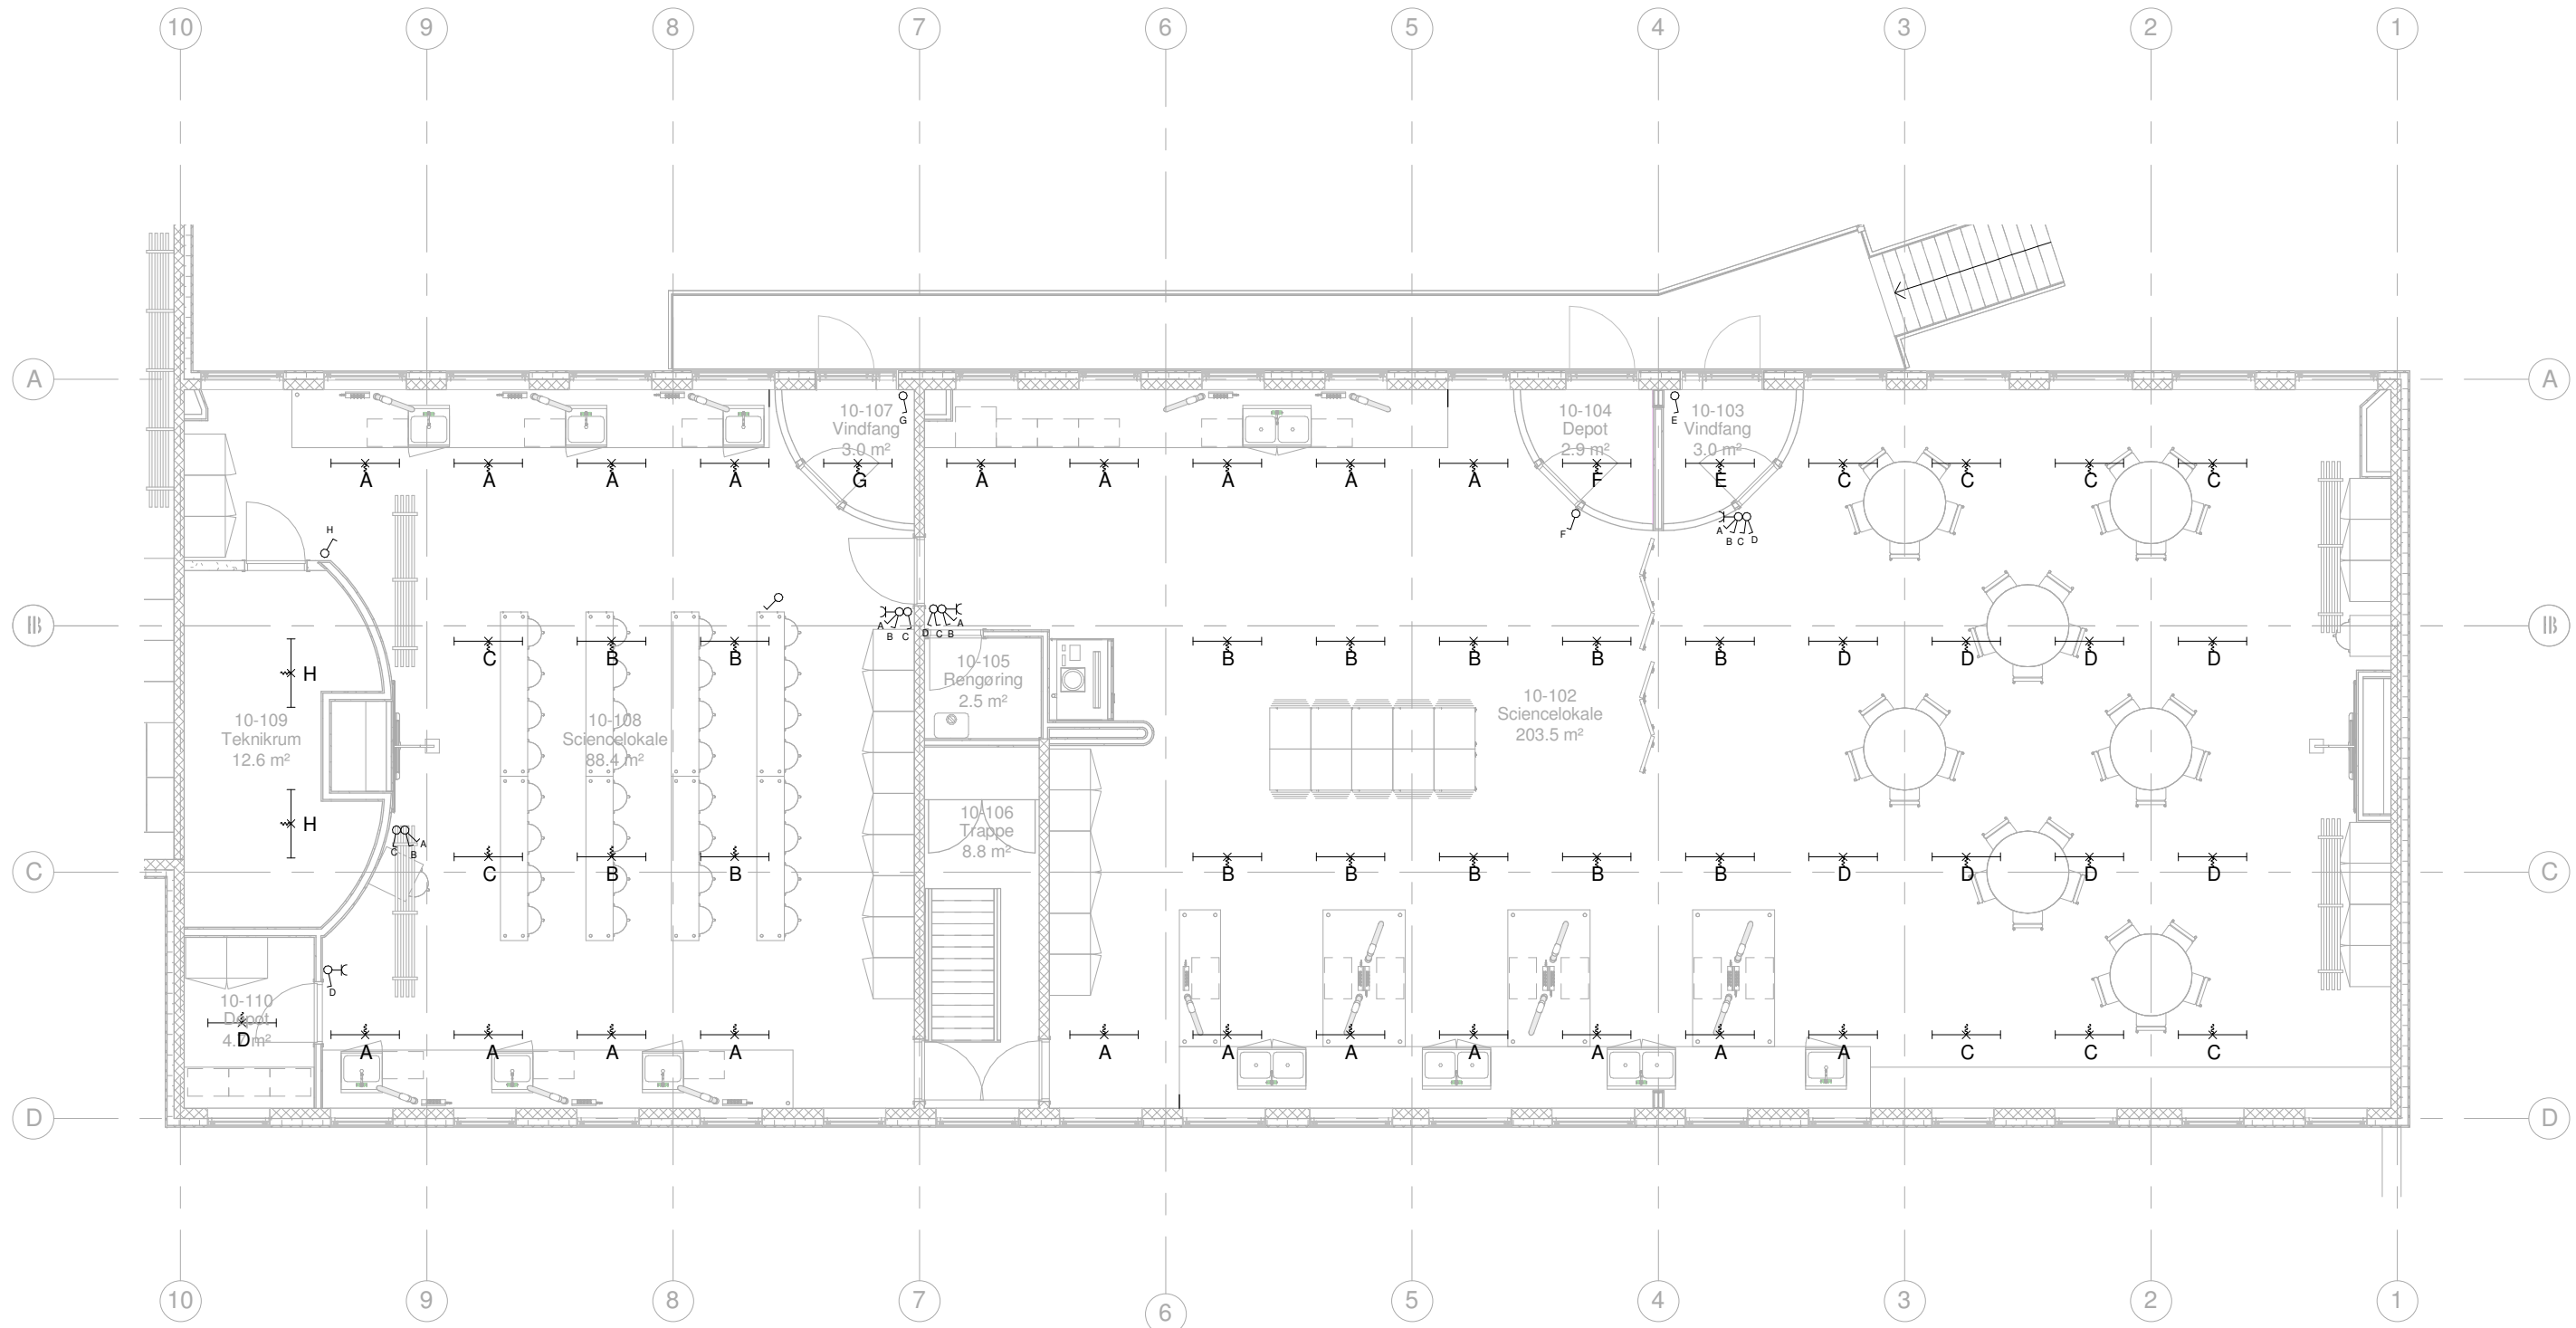 10 9 8 7 6 5 4 3 2 1
A A
10-107
Vindfang
3.0 m²
G
10-104
Depot
2.9 m²
10-103
Vindfang
3.0 m²
E
A A A A G A A A A A F E C C C C
H
F
A B C D
A B C
D C B A
B B
C B B B B B B B D D D D
10-105
Rengøring
2.5 m²
H
10-109
Teknikrum
12.6 m²
10-108
Sciencelokale
88.4 m²
10-102
Sciencelokale
203.5 m²
10-106
Trappe
8.8 m²
H
C B A
C B B B B B B B D D D D
C C
D
10-110
Depot
D
A A A A A A A A A A A C C C
D D
10 9 8 7 6 5 4 3 2 1